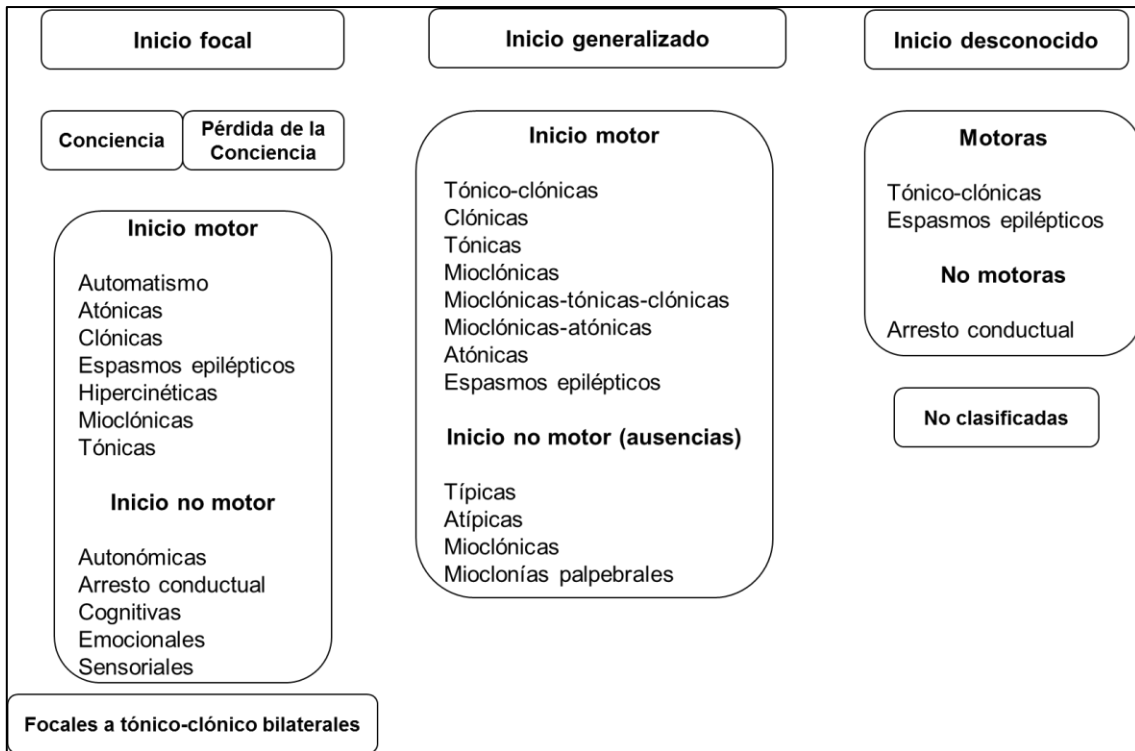 Inicio focal
Conciencia
Pérdida de la
Conciencia
Inicio motor
Automatismo
Atónicas
Clónicas
Espasmos epilépticos
Hipercinéticas
Mioclónicas
Tónicas
Inicio no motor
Autonómicas
Arresto conductual
Cognitivas
Emocionales
Sensoriales
Focales a tónico-clónico bilaterales
Inicio generalizado
Inicio motor
Tónico-clónicas
Clónicas
Tónicas
Mioclónicas
Mioclónicas-tónicas-clónicas
Mioclónicas-atónicas
Atónicas
Espasmos epilépticos
Inicio no motor (ausencias)
Típicas
Atípicas
Mioclónicas
Mioclonías palpebrales
Inicio desconocido
Motoras
Tónico-clónicas
Espasmos epilépticos
No motoras
Arresto conductual
No clasificadas